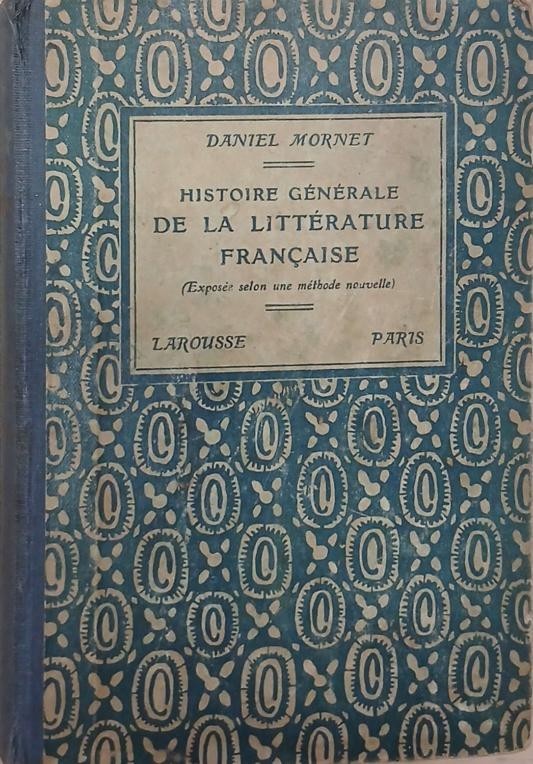 DANIEL MORNET
HISTOIRE GÉNÉRALE
DE LA LITTÉRATURE
FRANÇAISE
(Exposée selon une méthode nouvelle)
LAROUSSE PARIS